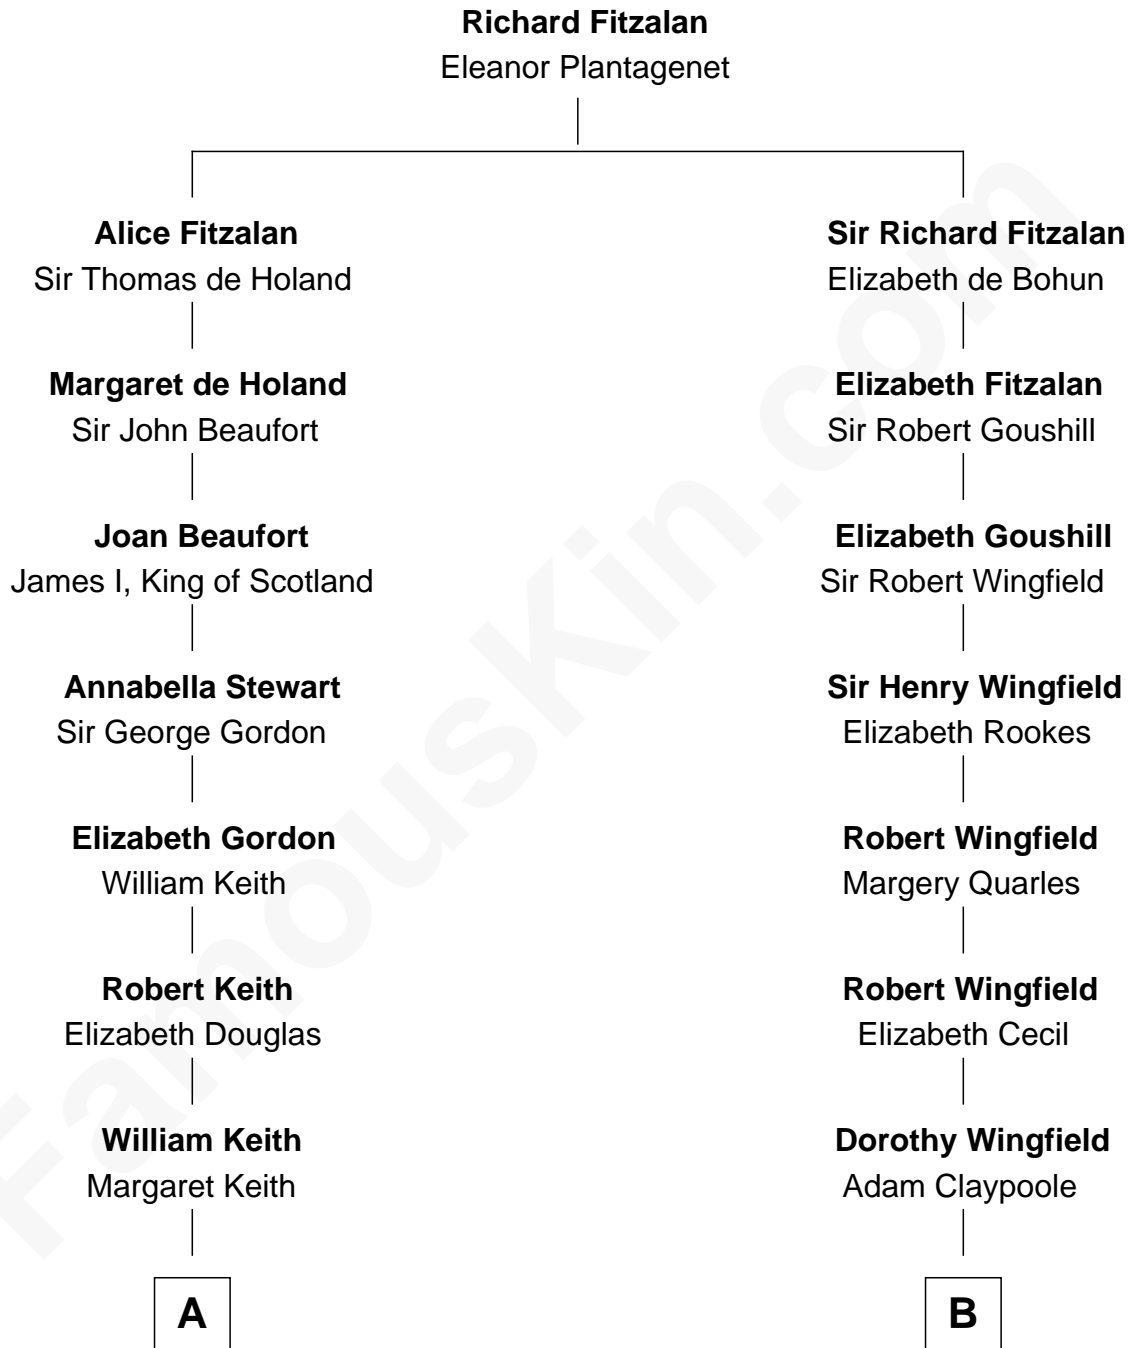 Richard Fitzalan
Eleanor Plantagenet
Alice Fitzalan
Sir Thomas de Holand
Margaret de Holand
Sir John Beaufort
Joan Beaufort
James I, King of Scotland
Annabella Stewart
Sir George Gordon
Elizabeth Gordon
William Keith
Robert Keith
Elizabeth Douglas
William Keith
Margaret Keith
A
Sir Richard Fitzalan
Elizabeth de Bohun
Elizabeth Fitzalan
Sir Robert Goushill
Elizabeth Goushill
Sir Robert Wingfield
Sir Henry Wingfield
Elizabeth Rookes
Robert Wingfield
Margery Quarles
Robert Wingfield
Elizabeth Cecil
Dorothy Wingfield
Adam Claypoole
B
FamousKin.com